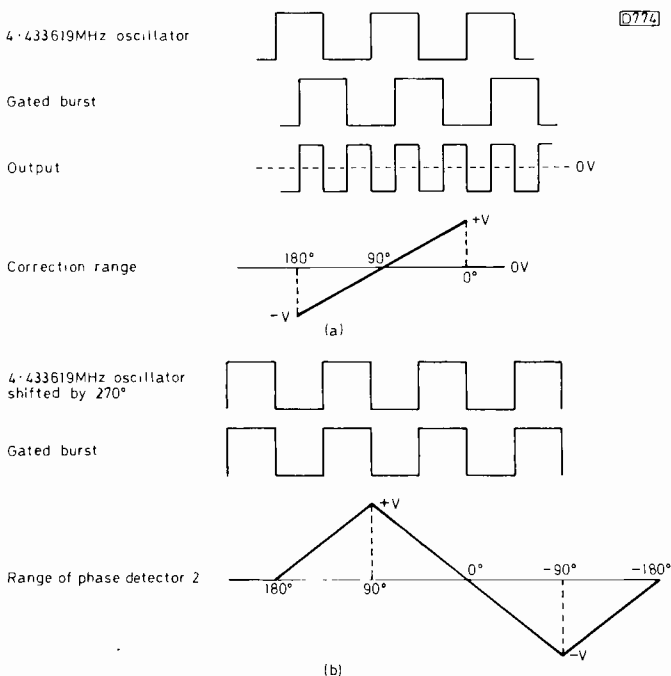 D774
4·433619MHz oscillator
Gated burst
Output
0V
+V
Correction range
180°
90°
0°
0V
-V
(a)
4·433619MHz oscillator
shifted by 270°
Gated burst
+V
Range of phase detector 2
180°
90°
0°
-90°
-180°
-V
(b)